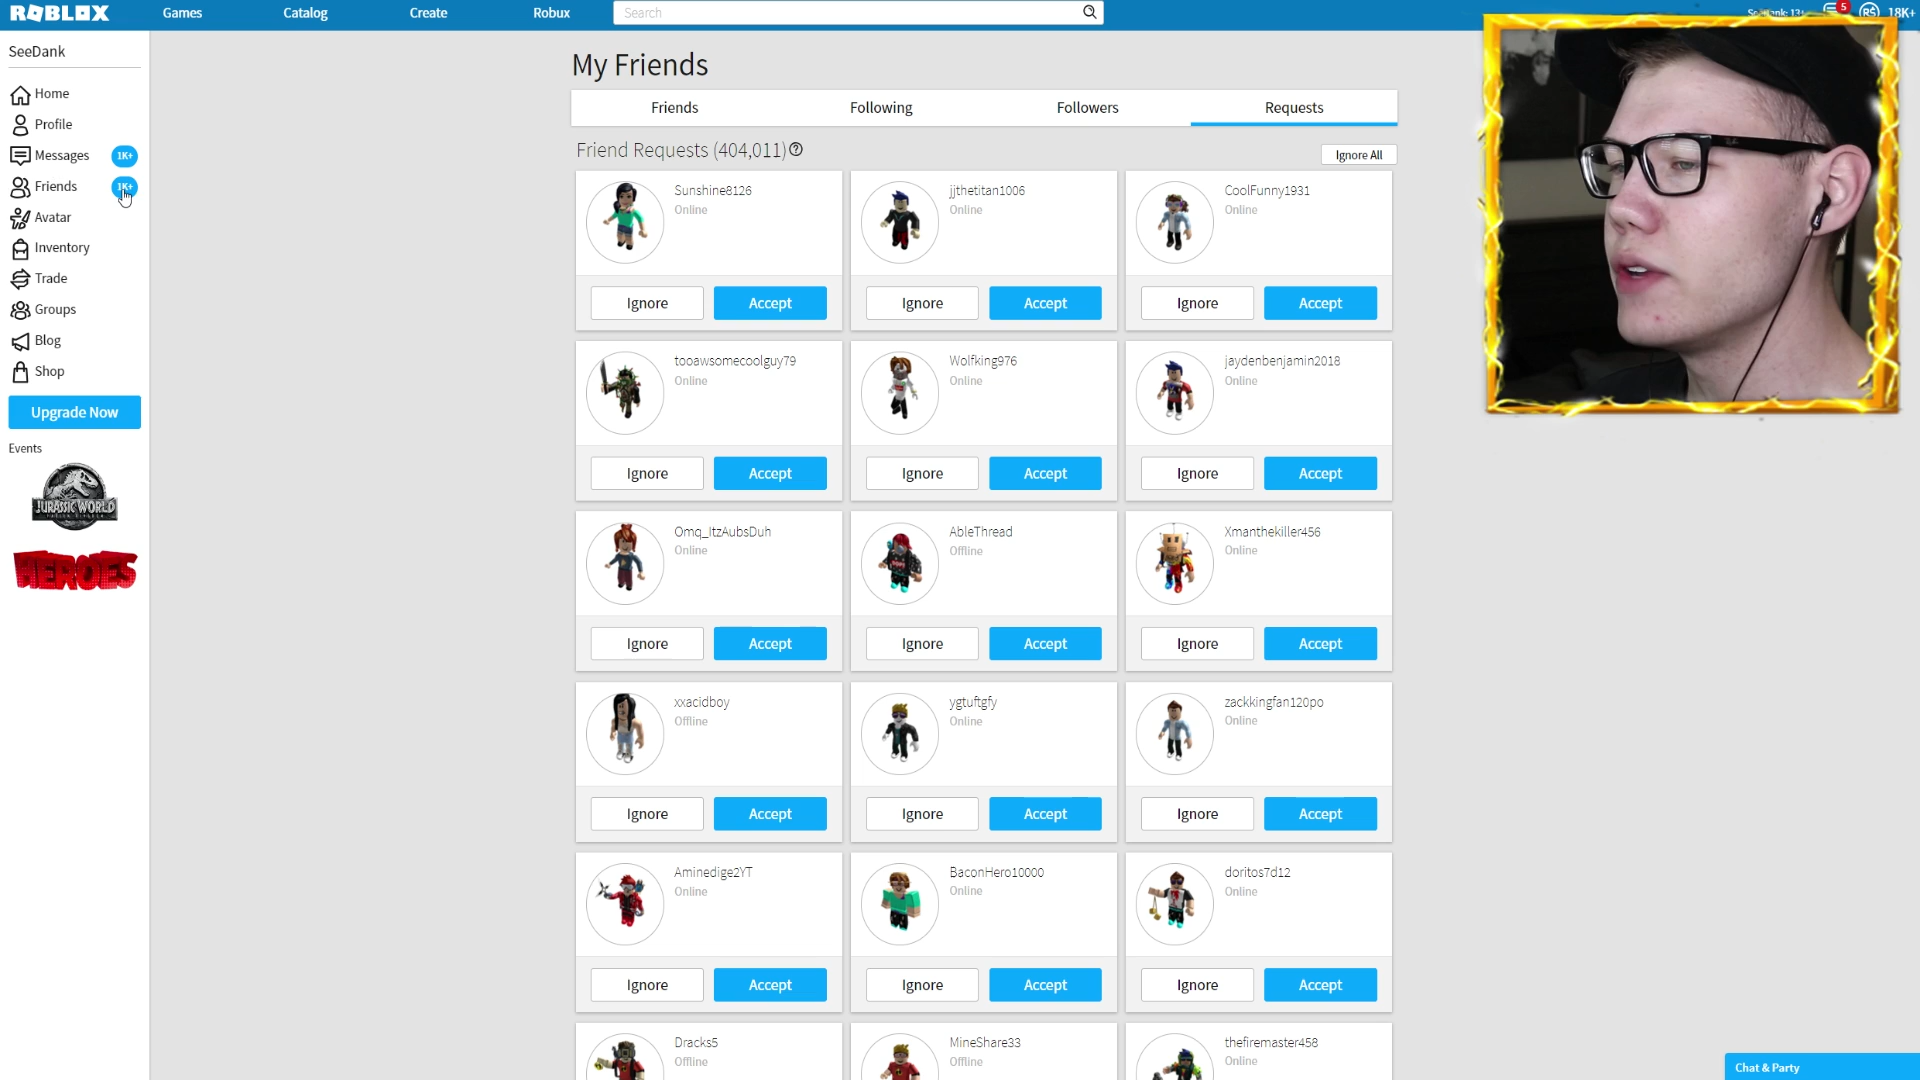 ROBLOX
Games
Catalog
Create
Robux
Search
5
18K+
SeeDank
Home
Profile
Messages
1K+
Friends
1K+
Avatar
Inventory
Trade
Groups
Blog
Shop
Upgrade Now
Events
JURASSIC WORLD
HEROES
My Friends
Friends
Following
Followers
Requests
Friend Requests (404,011)
Ignore All
Sunshine8126
Online
Ignore
Accept
jjthetitan1006
Online
Ignore
Accept
CoolFunny1931
Online
Ignore
Accept
tooawsomecoolguy79
Online
Ignore
Accept
Wolfking976
Online
Ignore
Accept
jaydenbenjamin2018
Online
Ignore
Accept
Omq_ItzAubsDuh
Online
Ignore
Accept
AbleThread
Offline
Ignore
Accept
Xmanthekiller456
Online
Ignore
Accept
xxacidboy
Offline
Ignore
Accept
ygtuftgfy
Online
Ignore
Accept
zackkingfan120po
Online
Ignore
Accept
Aminedige2YT
Online
Ignore
Accept
BaconHero10000
Online
Ignore
Accept
doritos7d12
Online
Ignore
Accept
Dracks5
Offline
MineShare33
Offline
thefiremaster458
Online
Chat & Party